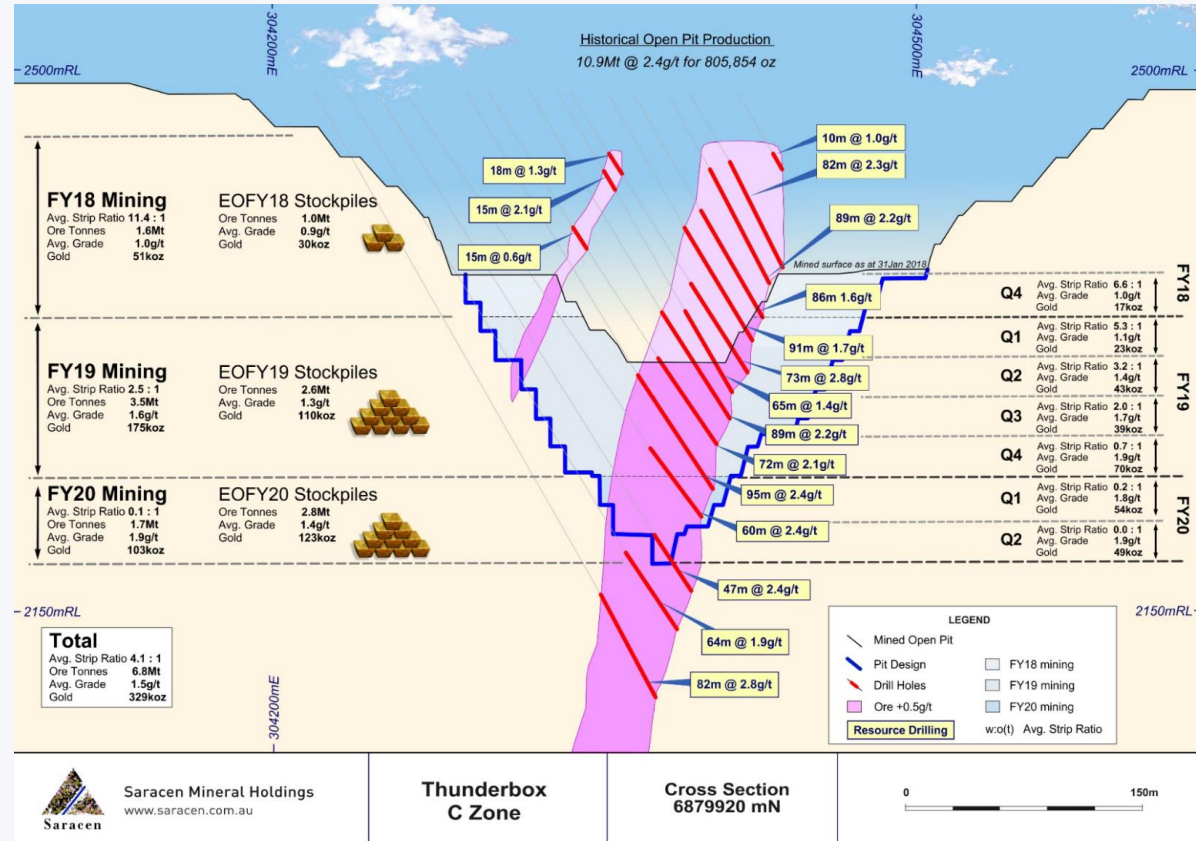 304200mE
304500mE
Historical Open Pit Production
10.9Mt @ 2.4g/t for 805,854 oz
2500mRL
2500mRL
FY18 Mining
Avg. Strip Ratio 11.4 : 1
Ore Tonnes 1.6Mt
Avg. Grade 1.0g/t
Gold 51koz
EOFY18 Stockpiles
Ore Tonnes 1.0Mt
Avg. Grade 0.9g/t
Gold 30koz
FY19 Mining
Avg. Strip Ratio 2.5 : 1
Ore Tonnes 3.5Mt
Avg. Grade 1.6g/t
Gold 175koz
EOFY19 Stockpiles
Ore Tonnes 2.6Mt
Avg. Grade 1.3g/t
Gold 110koz
FY20 Mining
Avg. Strip Ratio 0.1 : 1
Ore Tonnes 1.7Mt
Avg. Grade 1.9g/t
Gold 103koz
EOFY20 Stockpiles
Ore Tonnes 2.8Mt
Avg. Grade 1.4g/t
Gold 123koz
18m @ 1.3g/t
15m @ 2.1g/t
15m @ 0.6g/t
10m @ 1.0g/t
82m @ 2.3g/t
89m @ 2.2g/t
Mined surface as at 31Jan 2018
86m 1.6g/t
91m @ 1.7g/t
73m @ 2.8g/t
65m @ 1.4g/t
89m @ 2.2g/t
72m @ 2.1g/t
95m @ 2.4g/t
60m @ 2.4g/t
47m @ 2.4g/t
64m @ 1.9g/t
82m @ 2.8g/t
FY18
Q4
Avg. Strip Ratio 6.6 : 1
Avg. Grade 1.0g/t
Gold 17koz
FY19
Q1
Avg. Strip Ratio 5.3 : 1
Avg. Grade 1.1g/t
Gold 23koz
Q2
Avg. Strip Ratio 3.2 : 1
Avg. Grade 1.4g/t
Gold 43koz
Q3
Avg. Strip Ratio 2.0 : 1
Avg. Grade 1.7g/t
Gold 39koz
Q4
Avg. Strip Ratio 0.7 : 1
Avg. Grade 1.9g/t
Gold 70koz
FY20
Q1
Avg. Strip Ratio 0.2 : 1
Avg. Grade 1.8g/t
Gold 54koz
Q2
Avg. Strip Ratio 0.0 : 1
Avg. Grade 1.9g/t
Gold 49koz
2150mRL
2150mRL
Total
Avg. Strip Ratio 4.1 : 1
Ore Tonnes 6.8Mt
Avg. Grade 1.5g/t
Gold 329koz
304200mE
LEGEND
Mined Open Pit
Pit Design
Drill Holes
Ore +0.5g/t
Resource Drilling
FY18 mining
FY19 mining
FY20 mining
w:o(t) Avg. Strip Ratio
Saracen
Saracen Mineral Holdings
www.saracen.com.au
Thunderbox
C Zone
Cross Section
6879920 mN
0
150m